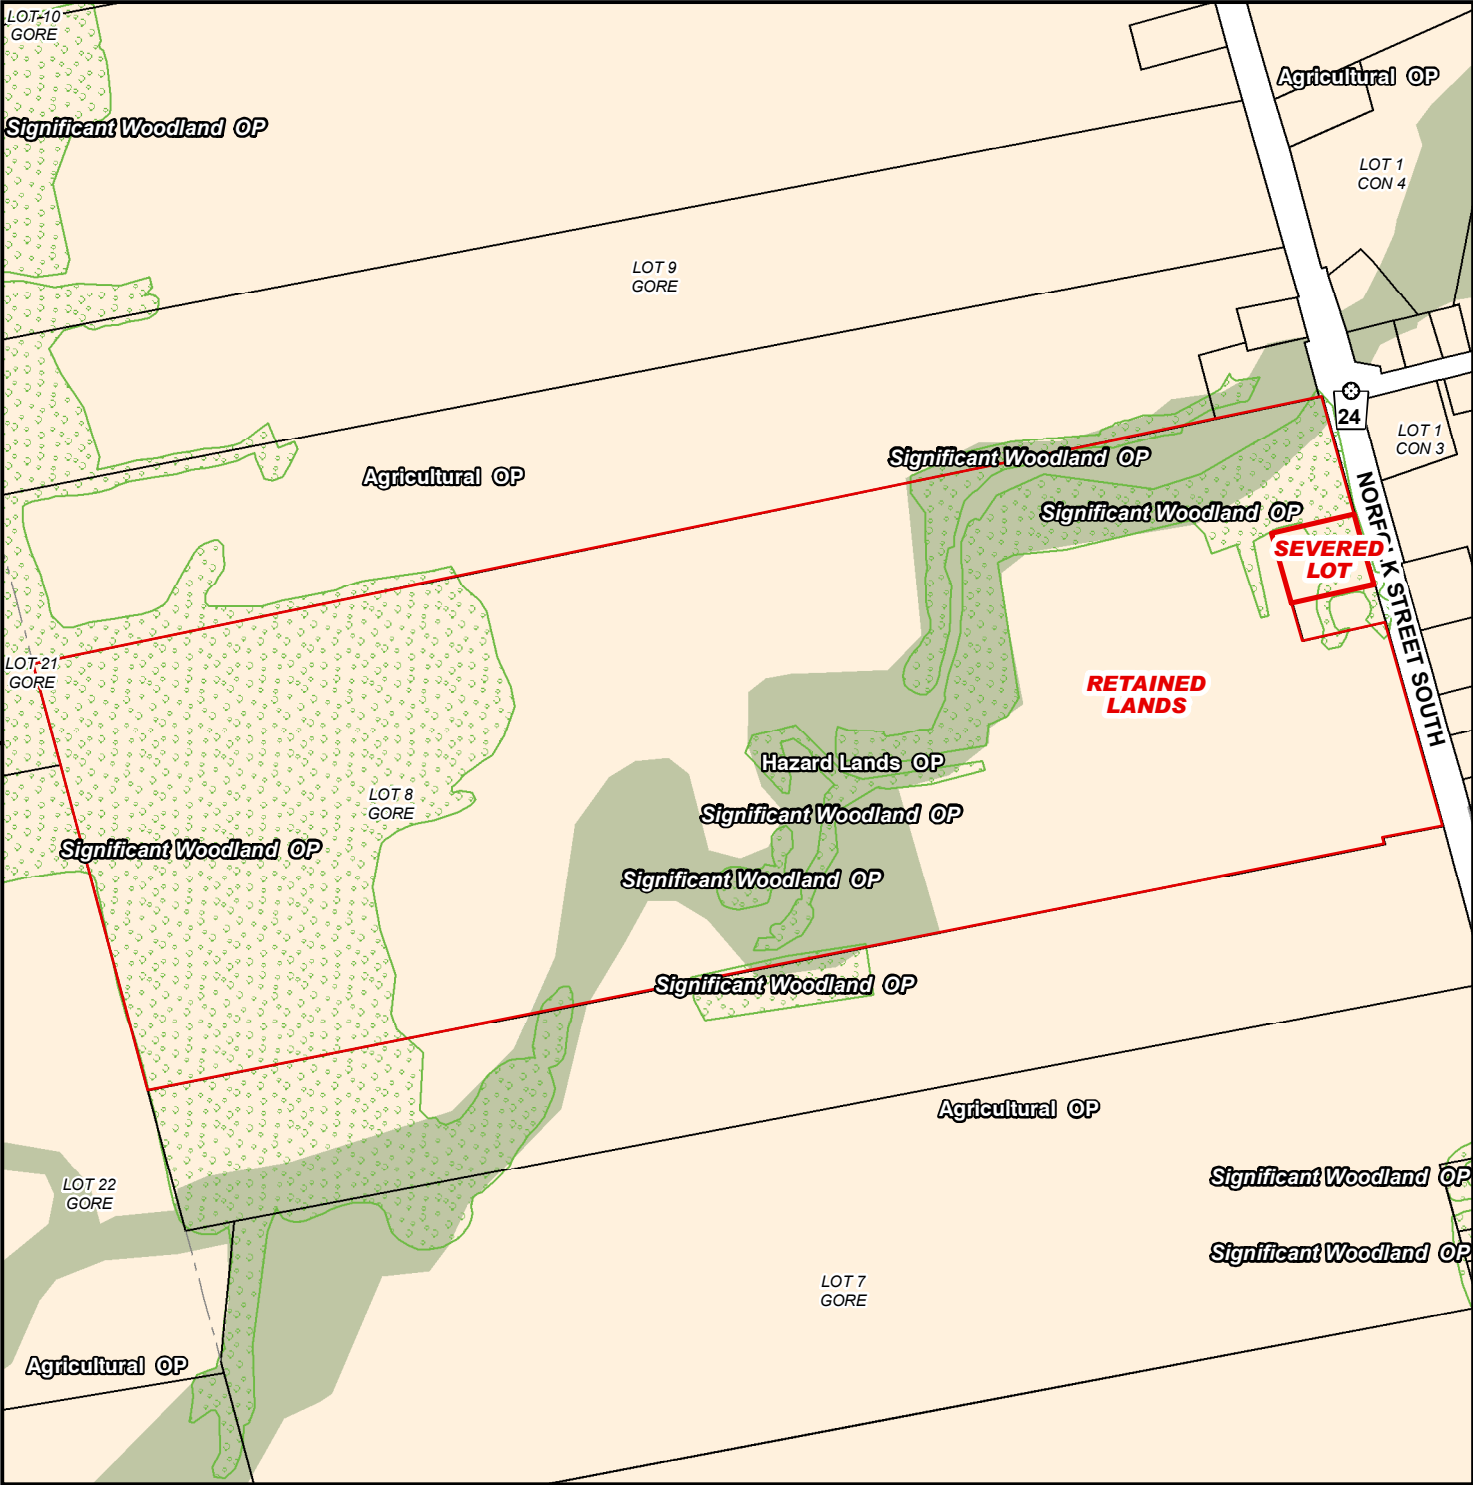 LOT 10
GORE
Agricultural OP
Significant Woodland OP
LOT 1
CON 4
LOT 9
GORE
24
LOT 1
CON 3
Significant Woodland OP
Agricultural OP
Significant Woodland OP
SEVERED
LOT
NORFOLK STREET SOUTH
LOT 21
GORE
RETAINED
LANDS
Hazard Lands OP
LOT 8
GORE
Significant Woodland OP
Significant Woodland OP
Significant Woodland OP
Significant Woodland OP
Agricultural OP
Significant Woodland OP
LOT 22
GORE
Significant Woodland OP
LOT 7
GORE
Agricultural OP